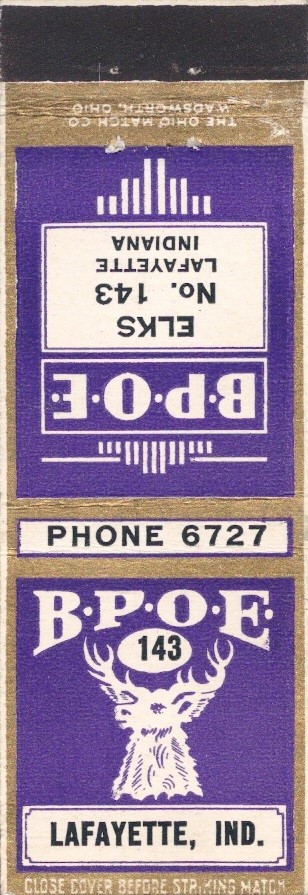 THE OHIO MATCH CO.
WADSWORTH, OHIO
B·P·O·E·
ELKS
No. 143
LAFAYETTE
INDIANA
PHONE 6727
B·P·O·E·
143
LAFAYETTE, IND.
CLOSE COVER BEFORE STRIKING MATCH